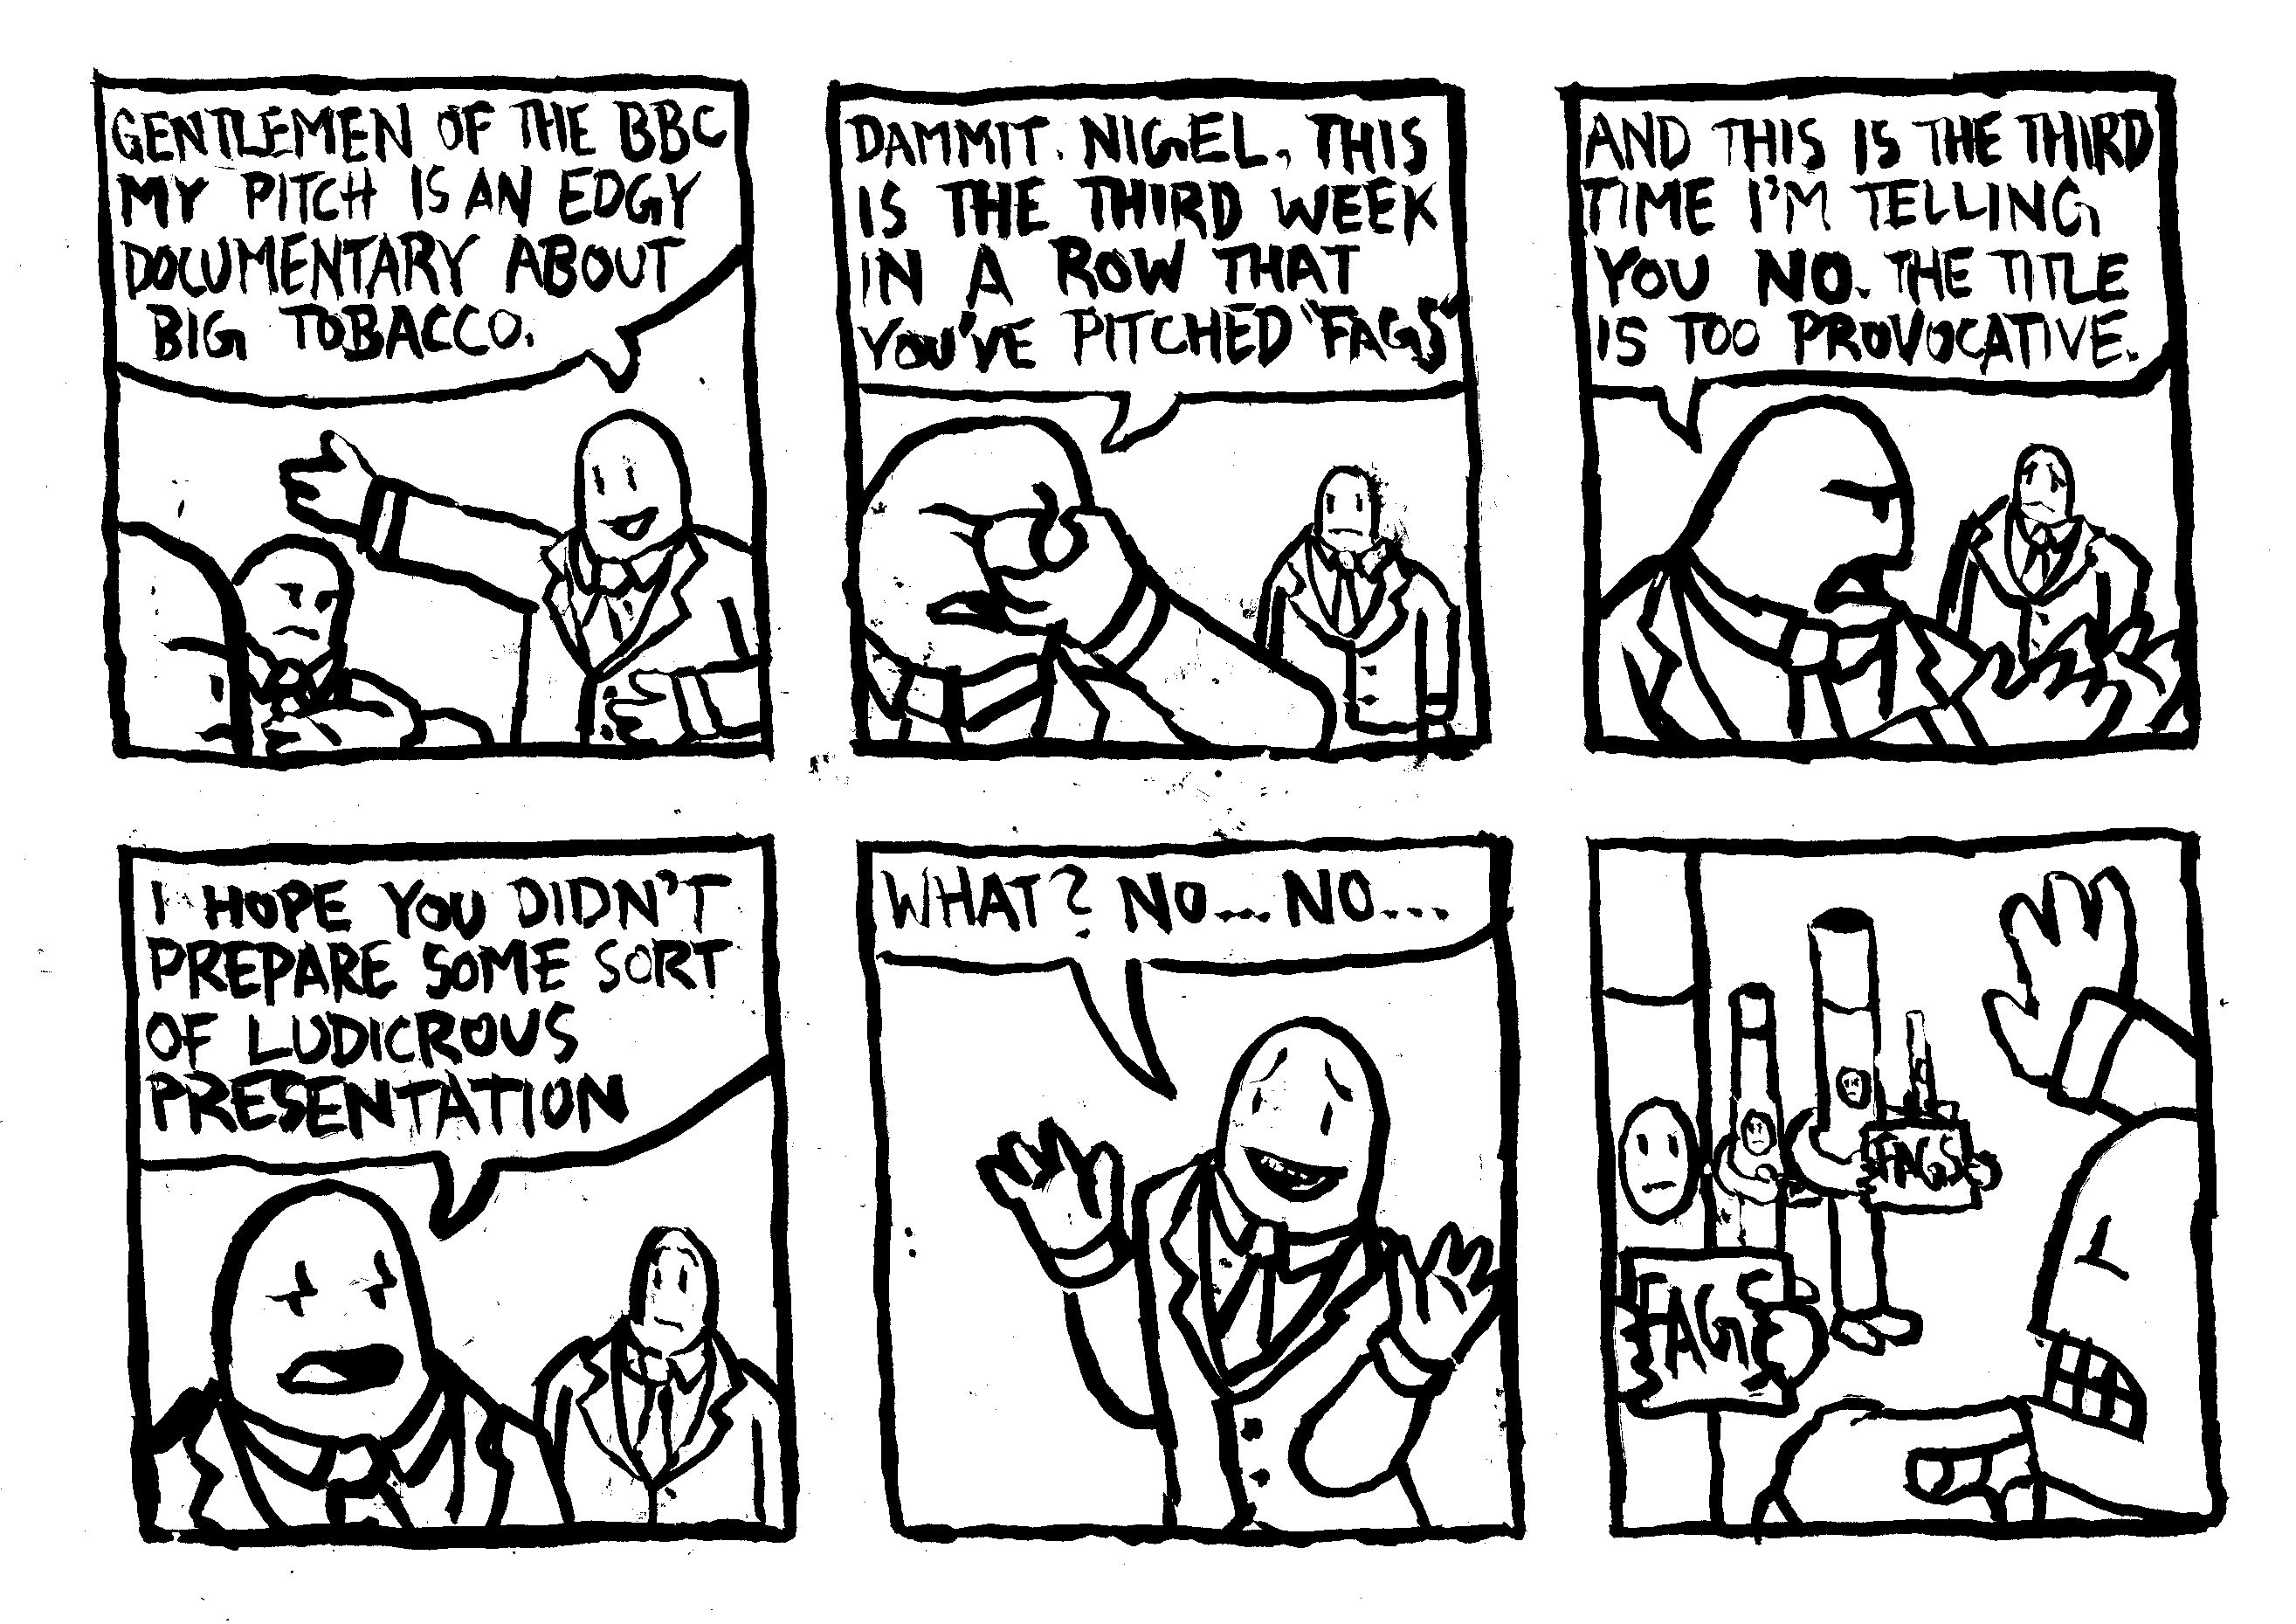 GENTLEMEN OF THE BBC
MY PITCH IS AN EDGY
DOCUMENTARY ABOUT
BIG TOBACCO.
DAMMIT. NIGEL, THIS
IS THE THIRD WEEK
IN A ROW THAT
YOU'VE PITCHED "FAGS"
AND THIS IS THE THIRD
TIME I'M TELLING
YOU NO. THE TITLE
IS TOO PROVOCATIVE.
I HOPE YOU DIDN'T
PREPARE SOME SORT
OF LUDICROUS
PRESENTATION
WHAT? NO... NO...
FAGS
FAGS